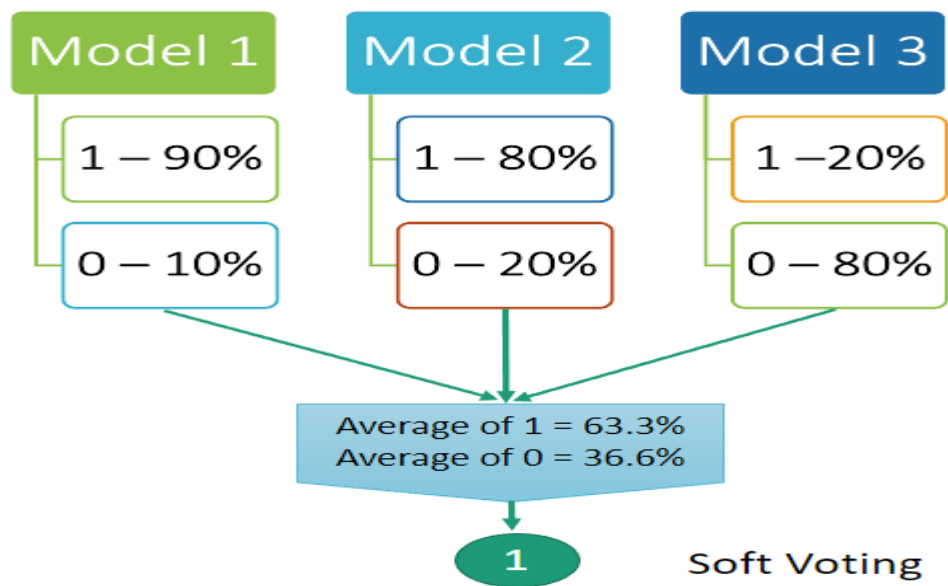 Model 1
Model 2
Model 3
1 – 90%
1 – 80%
1 –20%
0 – 10%
0 – 20%
0 – 80%
Average of 1 = 63.3%
Average of 0 = 36.6%
1
Soft Voting